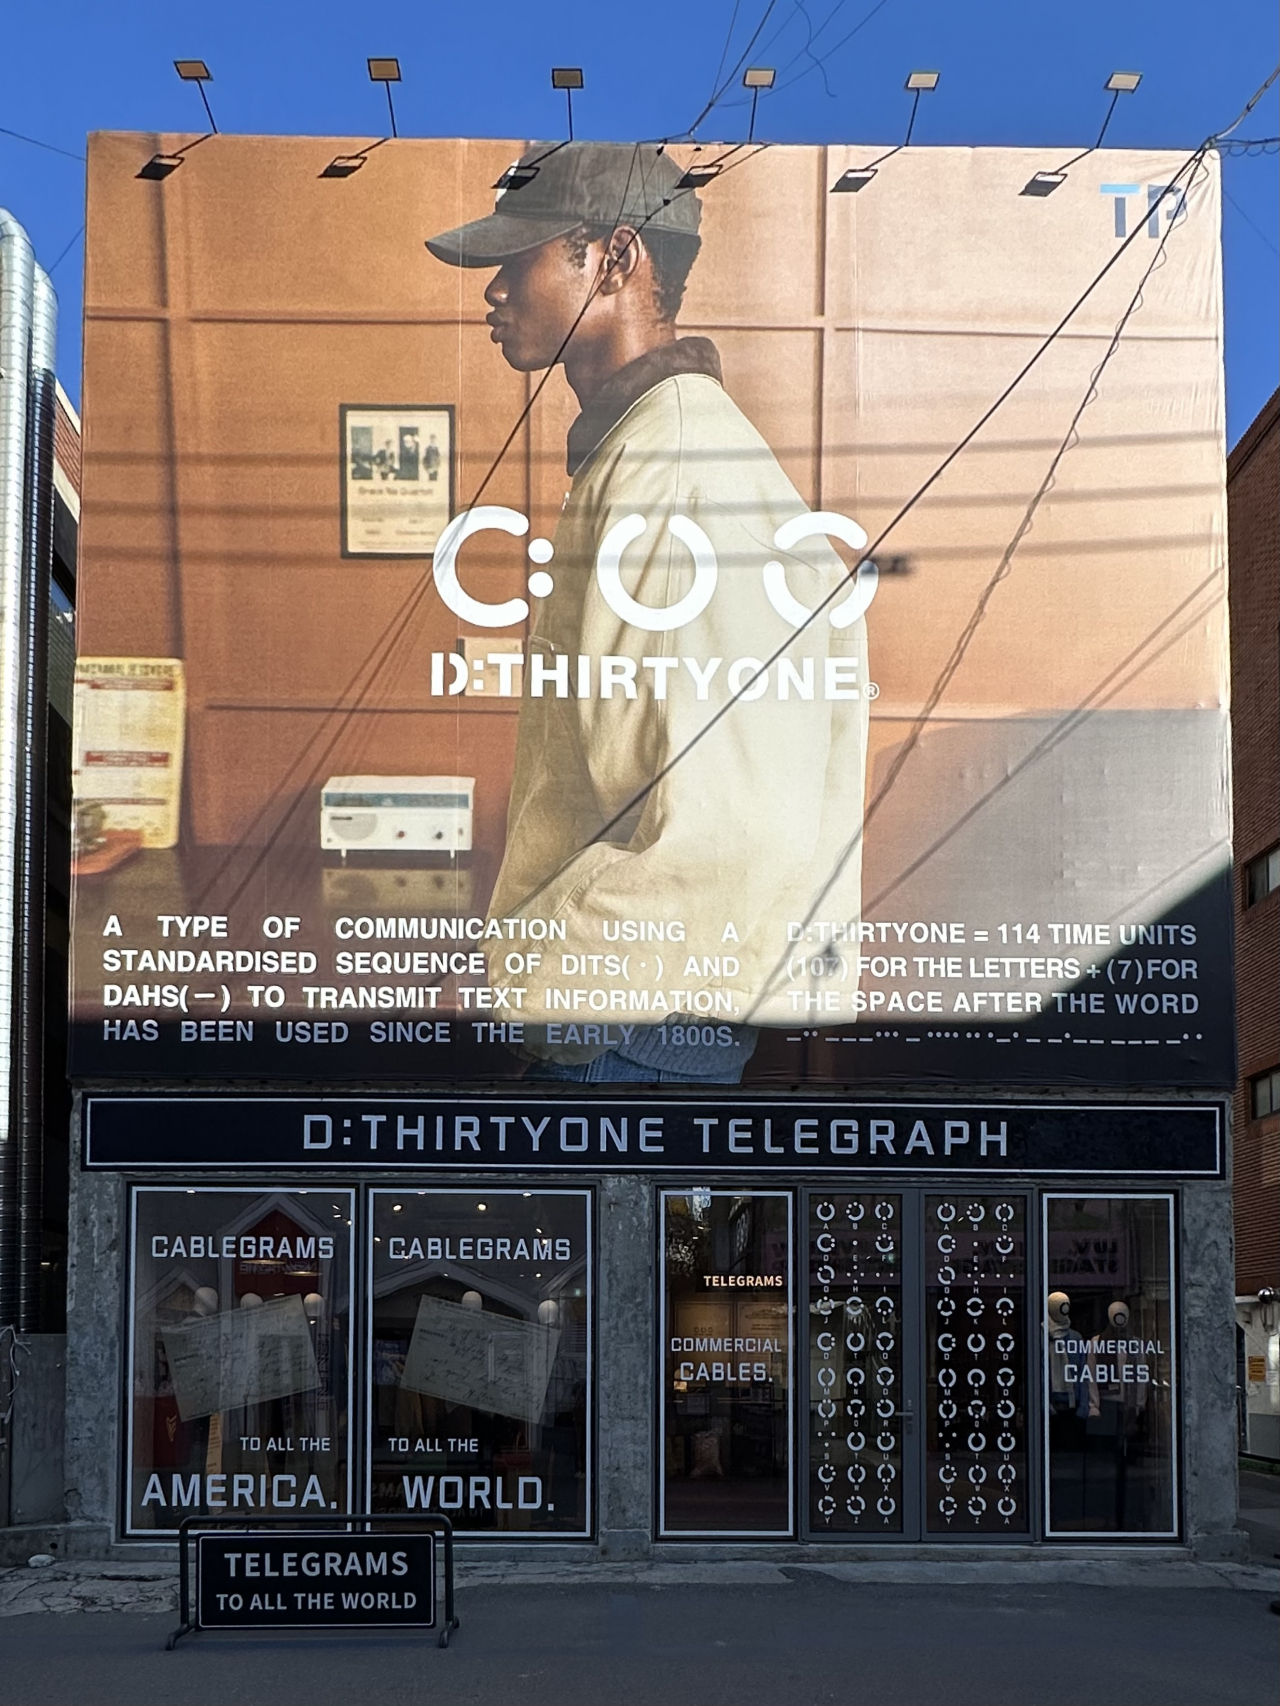 TP
D:THIRTYONE®
A TYPE OF COMMUNICATION USING A
STANDARDISED SEQUENCE OF DITS(·) AND
DAHS(—) TO TRANSMIT TEXT INFORMATION,
HAS BEEN USED SINCE THE EARLY 1800S.
D:THIRTYONE = 114 TIME UNITS
(107) FOR THE LETTERS + (7) FOR
THE SPACE AFTER THE WORD
D:THIRTYONE TELEGRAPH
CABLEGRAMS
TO ALL THE
AMERICA.
CABLEGRAMS
TO ALL THE
WORLD.
TELEGRAMS
COMMERCIAL
CABLES.
COMMERCIAL
CABLES.
TELEGRAMS
TO ALL THE WORLD